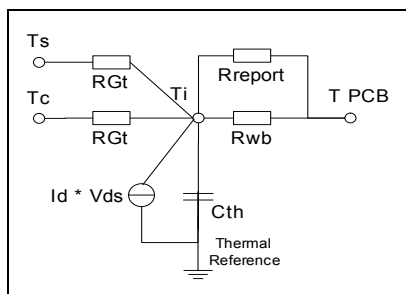 Ts
RGt
Ti
Rreport
T PCB
Tc
RGt
Rwb
Id * Vds
Cth
Thermal
Reference